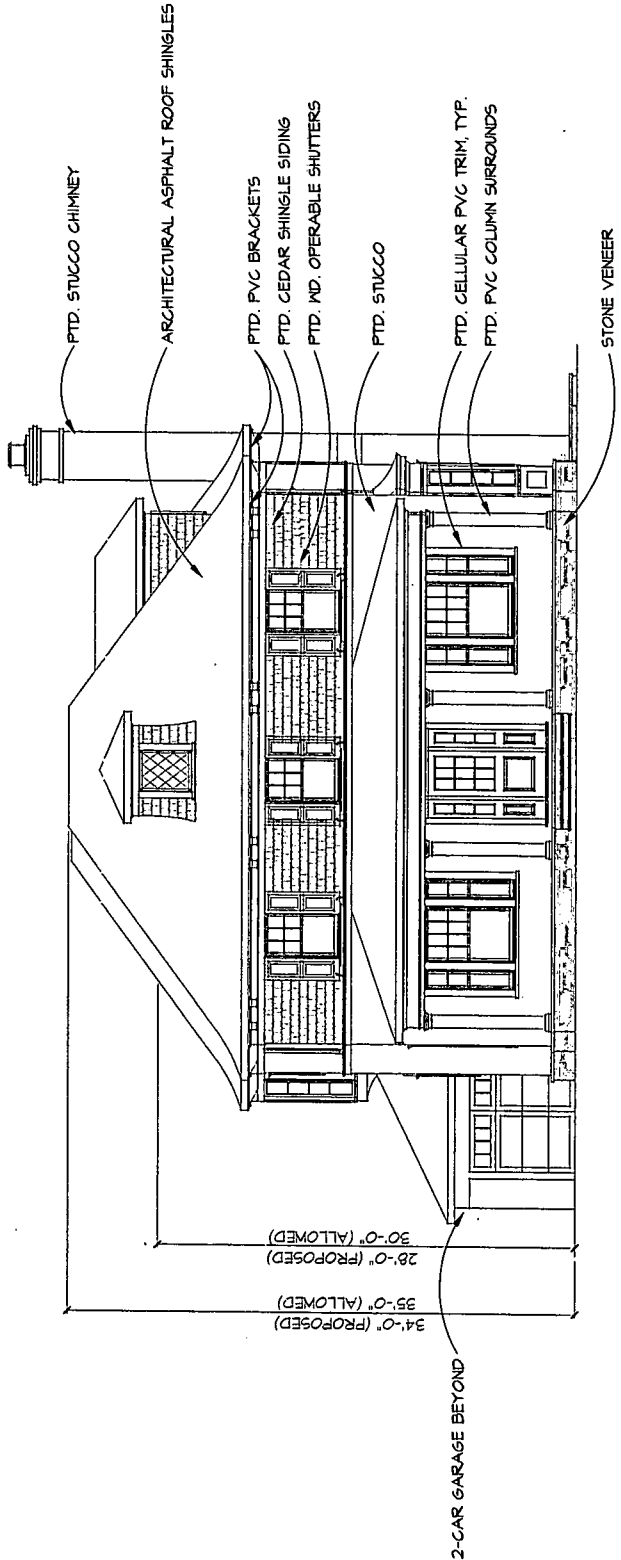 PTD. STUCCO CHIMNEY
ARCHITECTURAL ASPHALT ROOF SHINGLES
PTD. PVC BRACKETS
PTD. CEDAR SHINGLE SIDING
PTD. WD. OPERABLE SHUTTERS
PTD. STUCCO
PTD. CELLULAR PVC TRIM, TYP.
PTD. PVC COLUMN SURROUNDS
STONE VENEER
30'-0" (ALLOWED)
28'-0" (PROPOSED)
35'-0" (ALLOWED)
34'-0" (PROPOSED)
2-CAR GARAGE BEYOND